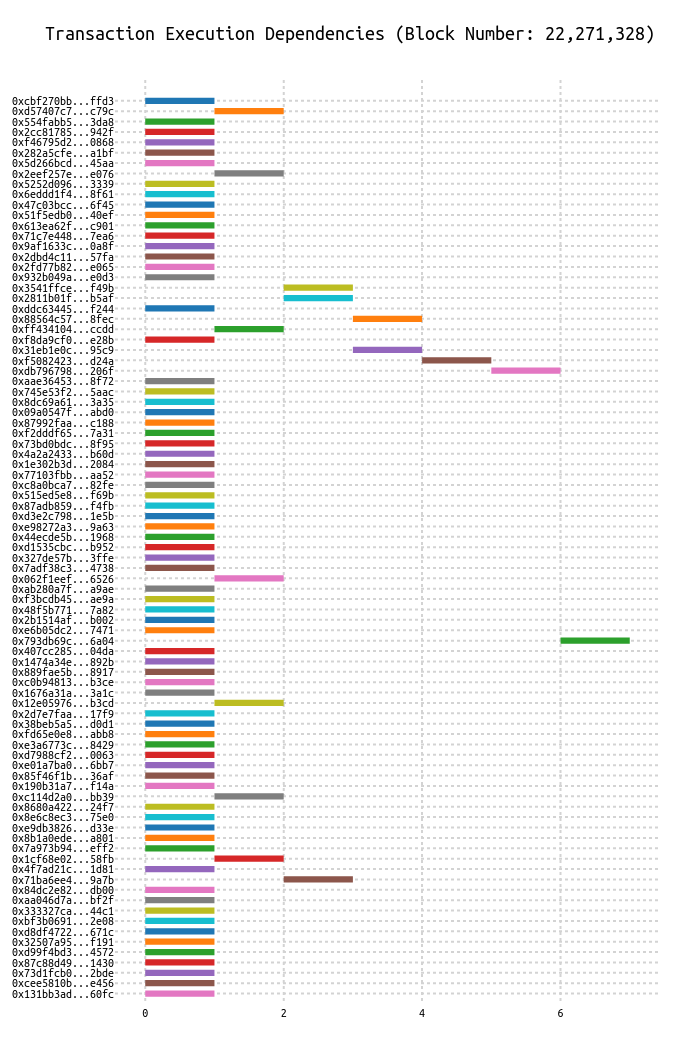 Transaction Execution Dependencies (Block Number: 22,271,328)
0xcbf270bb...ffd3
0xd57407c7...c79c
0x554fabb5...3da8
0x2cc81785...942f
0xf46795d2...0868
0x282a5cfe...a1bf
0x5d266bcd...45aa
0x2eef257e...e076
0x5252d096...3339
0x6eddd1f4...8f61
0x47c03bcc...6f45
0x51f5edb0...40ef
0x613ea62f...c901
0x71c7e448...7ea6
0x9af1633c...0a8f
0x2dbd4c11...57fa
0x2fd77b82...e065
0x932b049a...e0d3
0x3541ffce...f49b
0x2811b01f...b5af
0xddc63445...f244
0x88564c57...8fec
0xff434104...ccdd
0xf8da9cf0...e28b
0x31eb1e0c...95c9
0xf5082423...d24a
0xdb796798...206f
0xaae36453...8f72
0x745e53f2...5aac
0x8dc69a61...3a35
0x09a0547f...abd0
0x87992faa...c188
0xf2dddf65...7a31
0x73bd0bdc...8f95
0x4a2a2433...b60d
0x1e302b3d...2084
0x77103fbb...aa52
0xc8a0bca7...82fe
0x515ed5e8...f69b
0x87adb859...f4fb
0xd3e2c798...1e5b
0xe98272a3...9a63
0x44ecde5b...1968
0xd1535cbc...b952
0x327de57b...3ffe
0x7adf38c3...4738
0x062f1eef...6526
0xab280a7f...a9ae
0xf3bcdb45...ae9a
0x48f5b771...7a82
0x2b1514af...b002
0xe6b05dc2...7471
0x793db69c...6a04
0x407cc285...04da
0x1474a34e...892b
0x889fae5b...8917
0xc0b94813...b3ce
0x1676a31a...3a1c
0x12e05976...b3cd
0x2d7e7faa...17f9
0x38beb5a5...d0d1
0xfd65e0e8...abb8
0xe3a6773c...8429
0xd7988cf2...0063
0xe01a7ba0...6bb7
0x85f46f1b...36af
0x190b31a7...f14a
0xc114d2a0...bb39
0x8680a422...24f7
0x8e6c8ec3...75e0
0xe9db3826...d33e
0x8b1a0ede...a801
0x7a973b94...eff2
0x1cf68e02...58fb
0x4f7ad21c...1d81
0x71ba6ee4...9a7b
0x84dc2e82...db00
0xaa046d7a...bf2f
0x333327ca...44c1
0xbf3b0691...2e08
0xd8df4722...671c
0x32507a95...f191
0xd99f4bd3...4572
0x87c88d49...1430
0x73d1fcb0...2bde
0xcee5810b...e456
0x131bb3ad...60fc
0 2 4 6